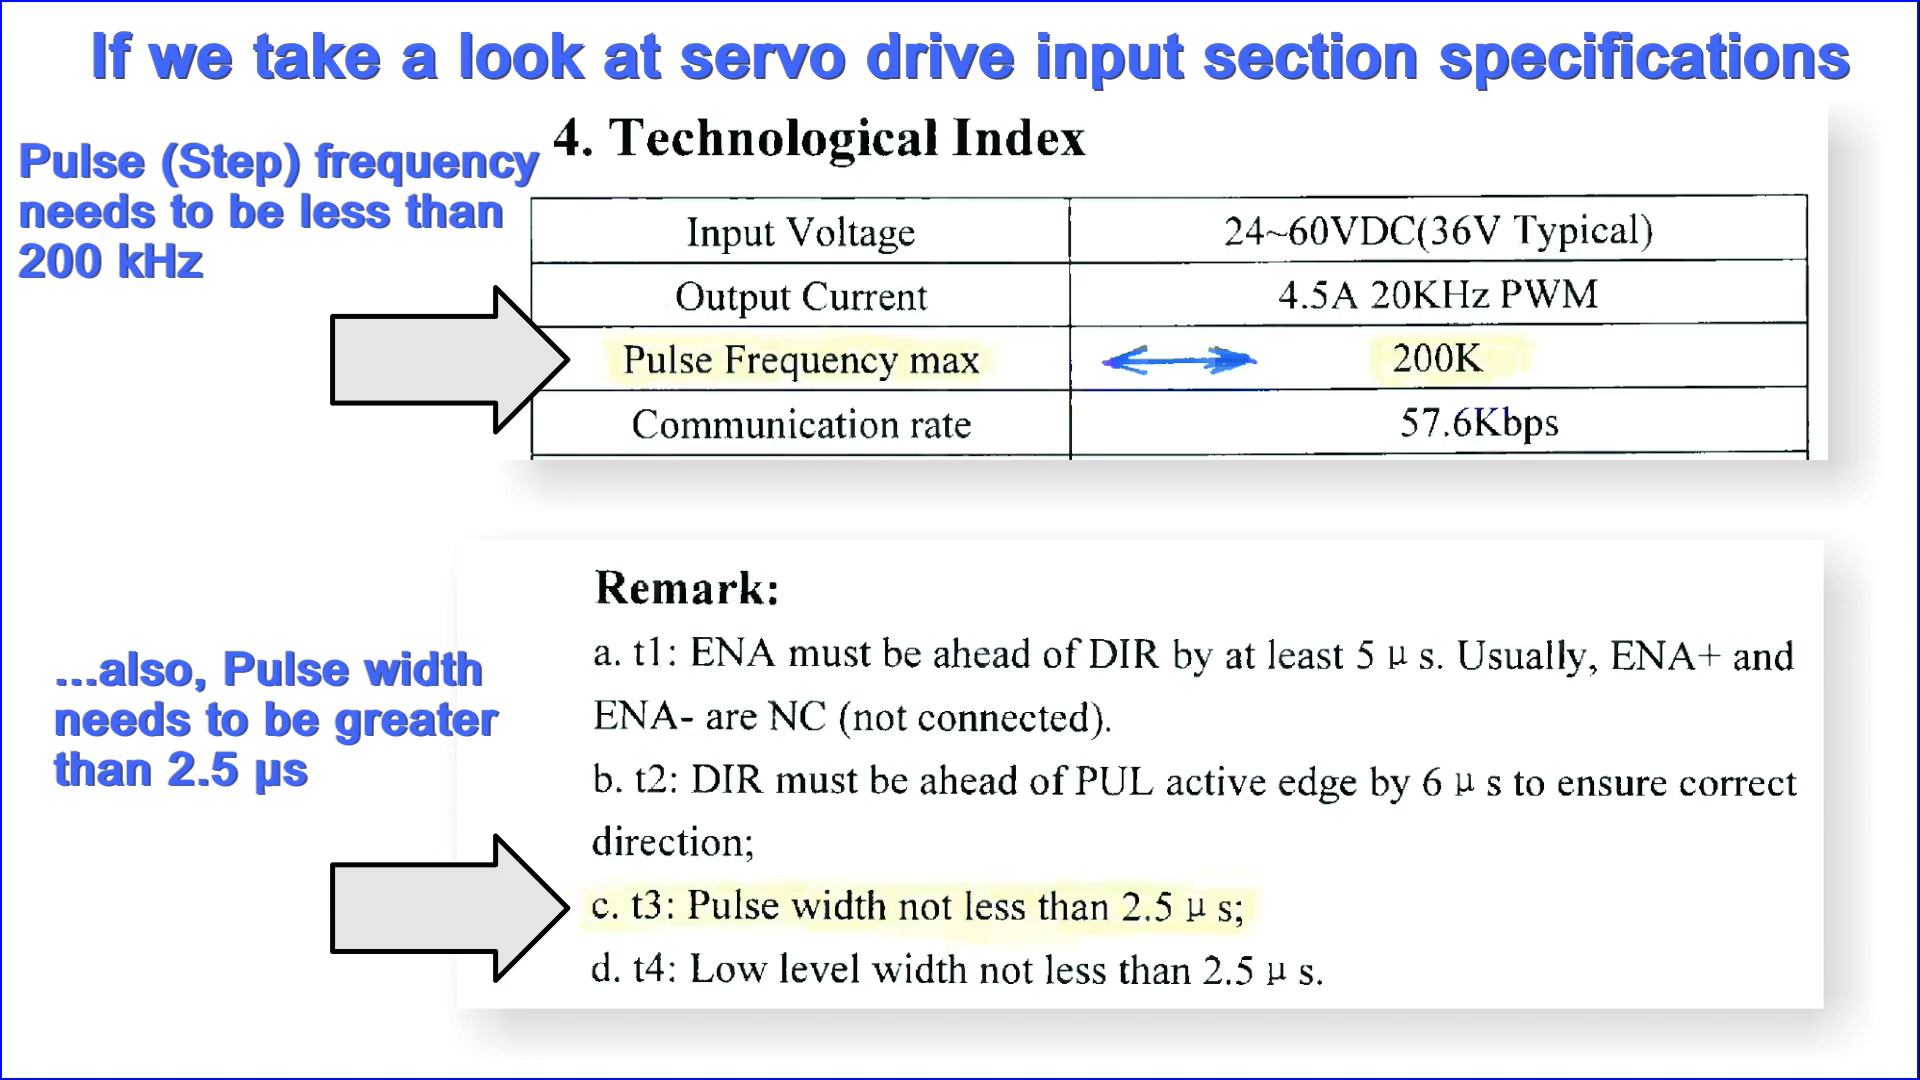 If we take a look at servo drive input section specifications
Pulse (Step) frequency
needs to be less than
200 kHz
4. Technological Index
Input Voltage 24~60VDC(36V Typical)
Output Current 4.5A 20KHz PWM
Pulse Frequency max 200K
Communication rate 57.6Kbps
...also, Pulse width
needs to be greater
than 2.5 µs
Remark:
a. t1: ENA must be ahead of DIR by at least 5 μ s. Usually, ENA+ and
ENA- are NC (not connected).
b. t2: DIR must be ahead of PUL active edge by 6 μ s to ensure correct
direction;
c. t3: Pulse width not less than 2.5 μ s;
d. t4: Low level width not less than 2.5 μ s.